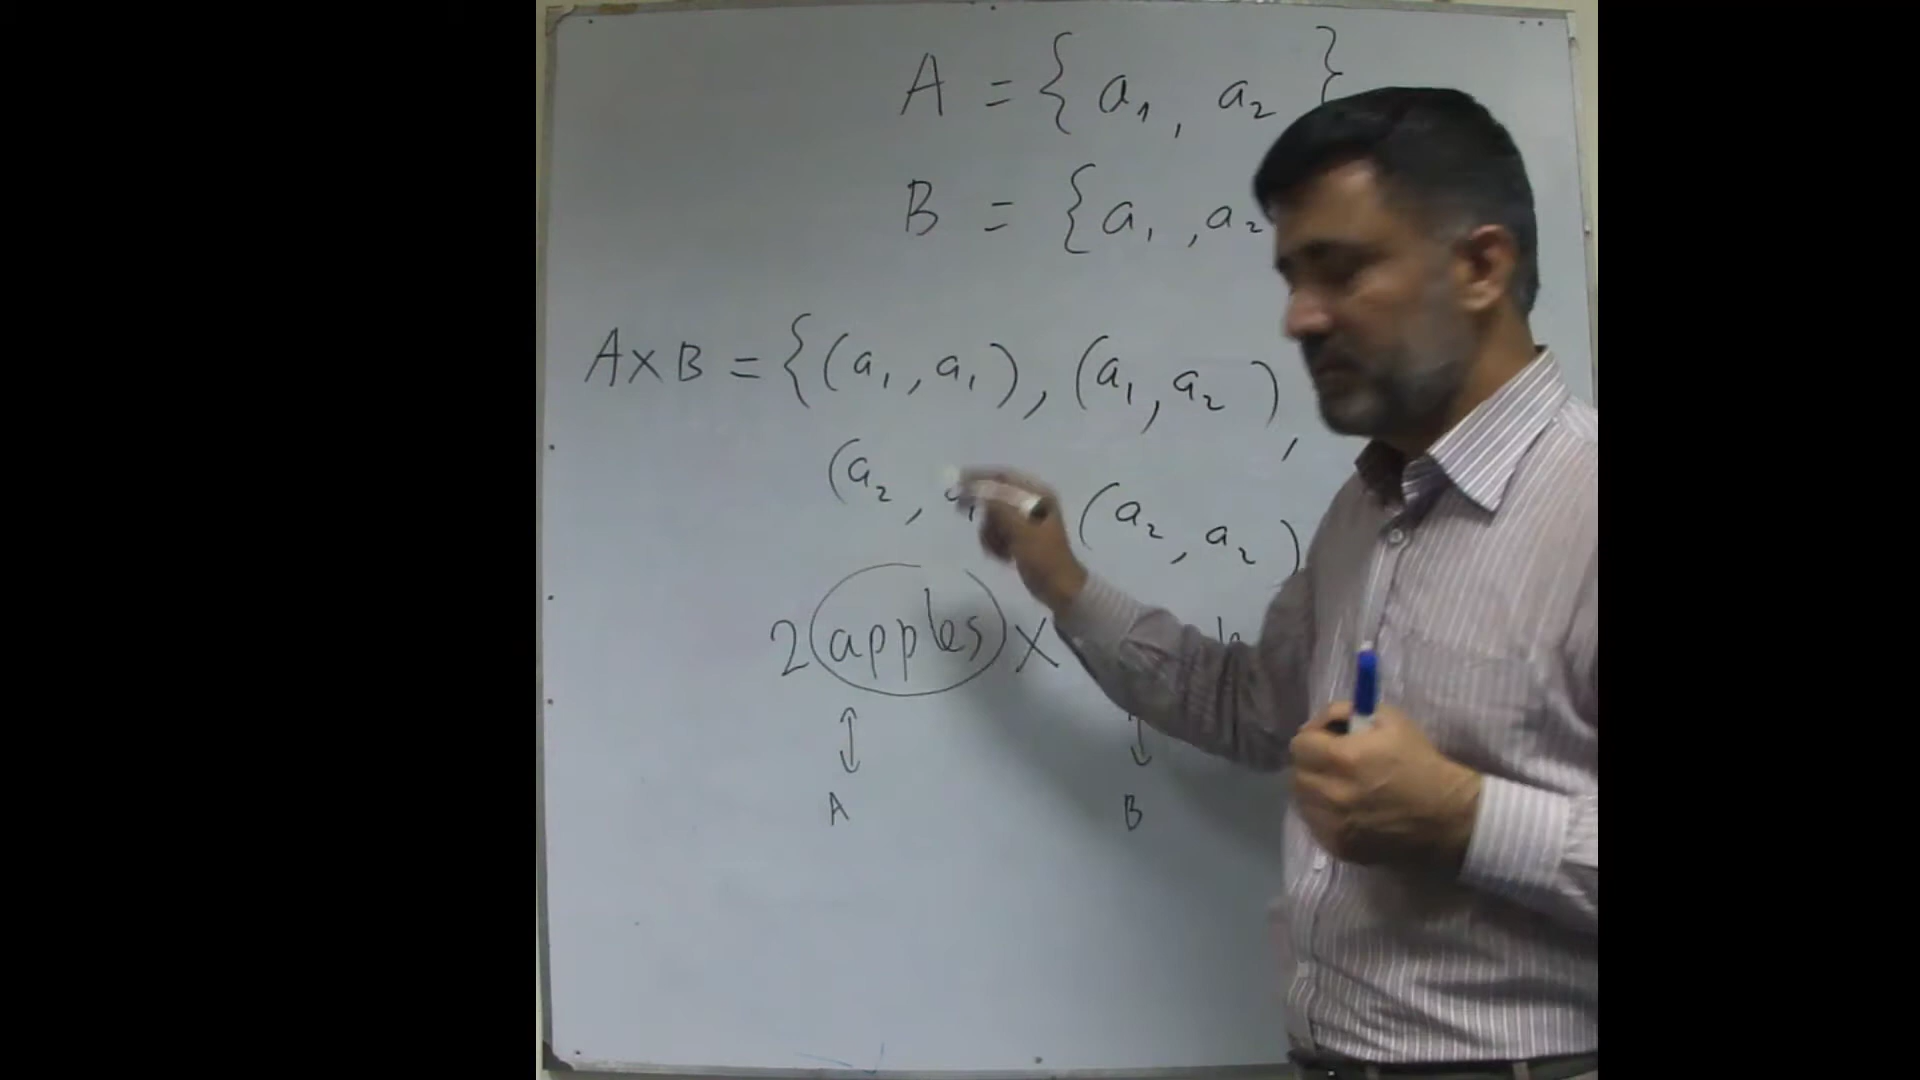 A = { a₁, a₂ }
B = { a₁, a₂
A×B = {(a₁, a₁), (a₁, a₂),
(a₂, (a₂, a₂)
2 apples ×
A B